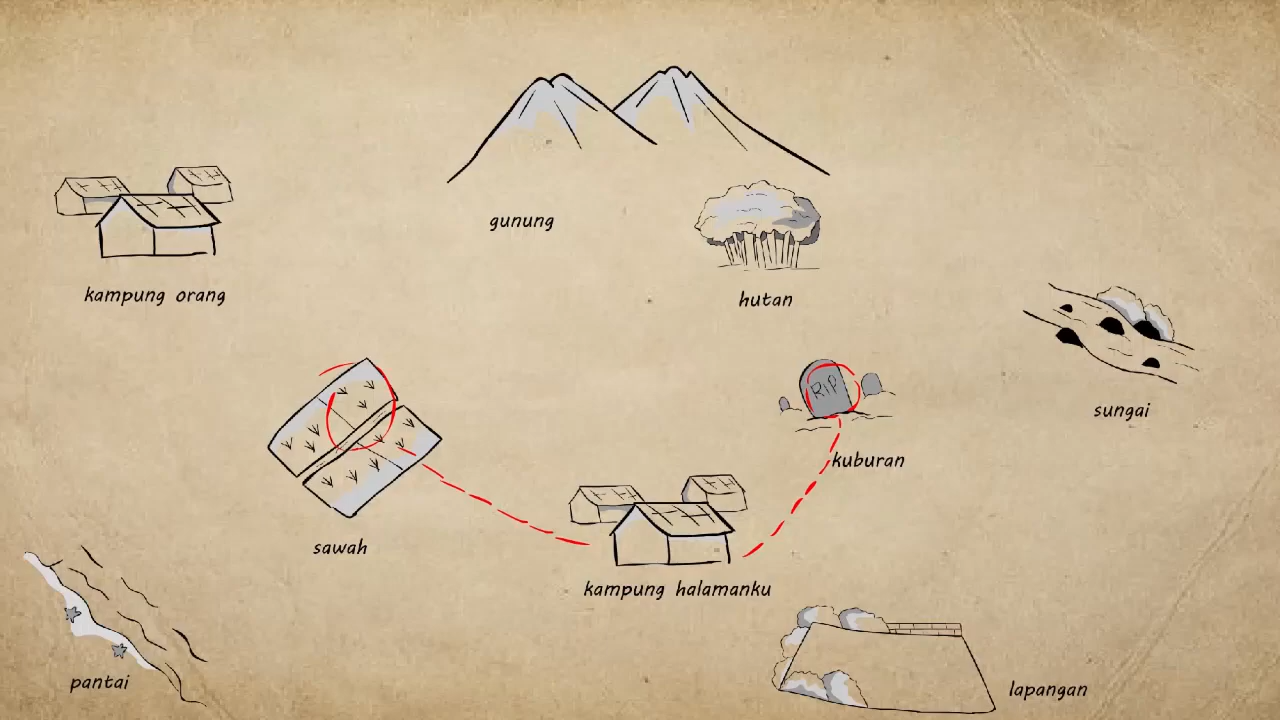 gunung
kampung orang
hutan
RIP
sungai
kuburan
sawah
kampung halamanku
pantai
lapangan